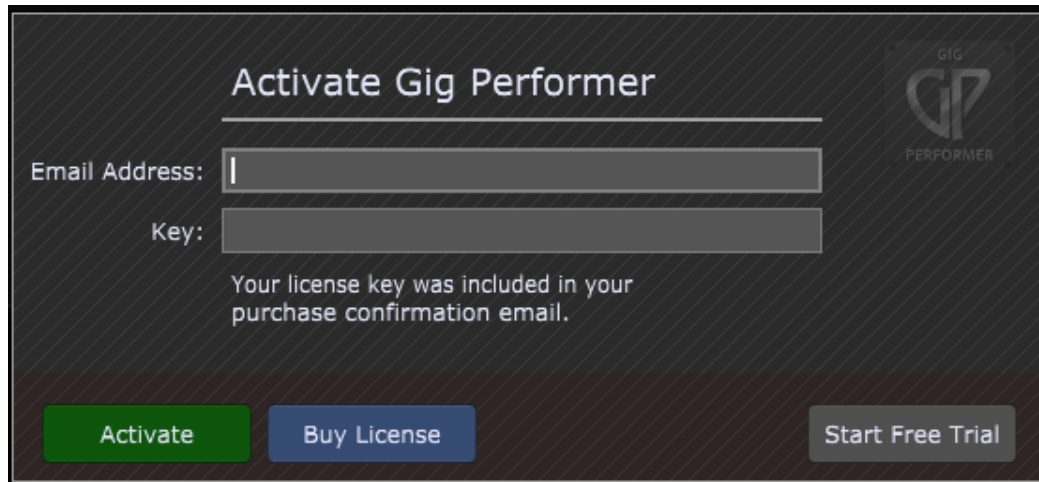 GIG
GP
PERFORMER
Activate Gig Performer
Email Address:
Key:
Your license key was included in your
purchase confirmation email.
Activate
Buy License
Start Free Trial